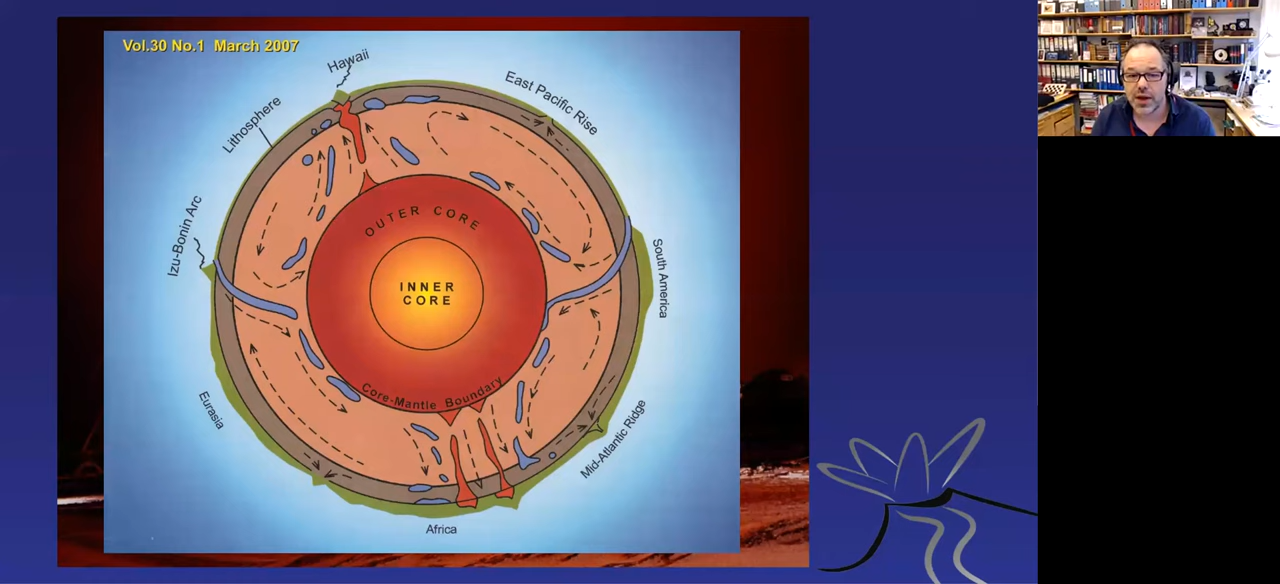 Vol.30 No.1 March 2007
Hawaii
East Pacific Rise
Lithosphere
Izu-Bonin Arc
OUTER CORE
South America
INNER
CORE
Core-Mantle Boundary
Eurasia
Mid-Atlantic Ridge
Africa